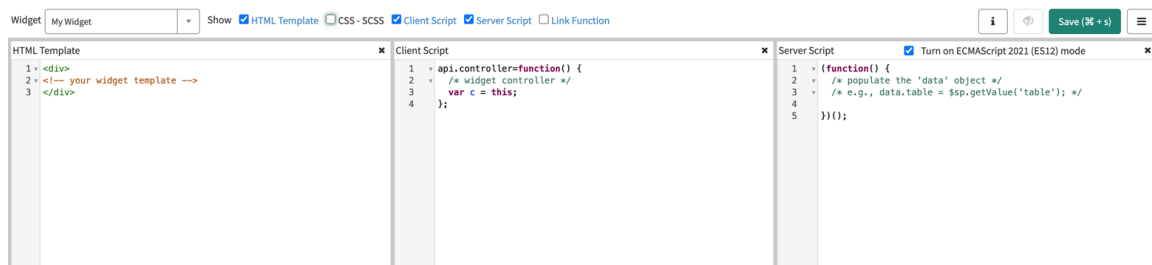 Widget My Widget Show HTML Template CSS - SCSS Client Script Server Script Link Function i Save (⌘ + s)
HTML Template
1 <div>
2 <!-- your widget template -->
3 </div>
Client Script
1 api.controller=function() {
2 /* widget controller */
3 var c = this;
4 };
Server Script Turn on ECMAScript 2021 (ES12) mode
1 (function() {
2 /* populate the 'data' object */
3 /* e.g., data.table = $sp.getValue('table'); */
4
5 })();